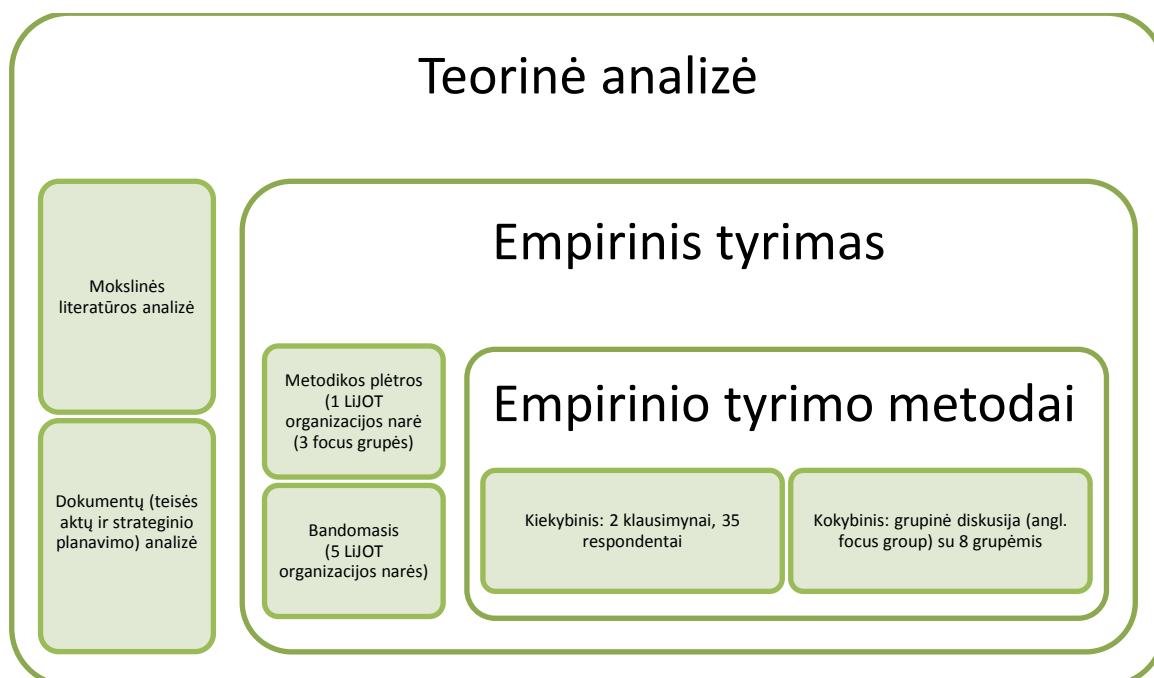 Teorinė analizė
Mokslinės
literatūros analizė
Dokumentų (teisės
aktų ir strateginio
planavimo) analizė
Empirinis tyrimas
Metodikos plėtros
(1 LiJOT
organizacijos narė
(3 focus grupės)
Bandomasis
(5 LiJOT
organizacijos narės)
Empirinio tyrimo metodai
Kiekybinis: 2 klausimynai, 35
respondentai
Kokybinis: grupinė diskusija (angl.
focus group) su 8 grupėmis